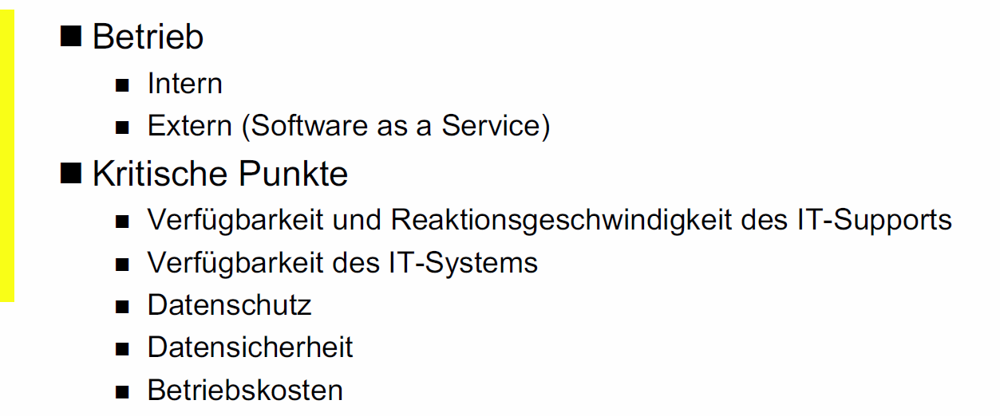 ■ Betrieb
■ Intern
■ Extern (Software as a Service)
■ Kritische Punkte
■ Verfügbarkeit und Reaktionsgeschwindigkeit des IT-Supports
■ Verfügbarkeit des IT-Systems
■ Datenschutz
■ Datensicherheit
■ Betriebskosten